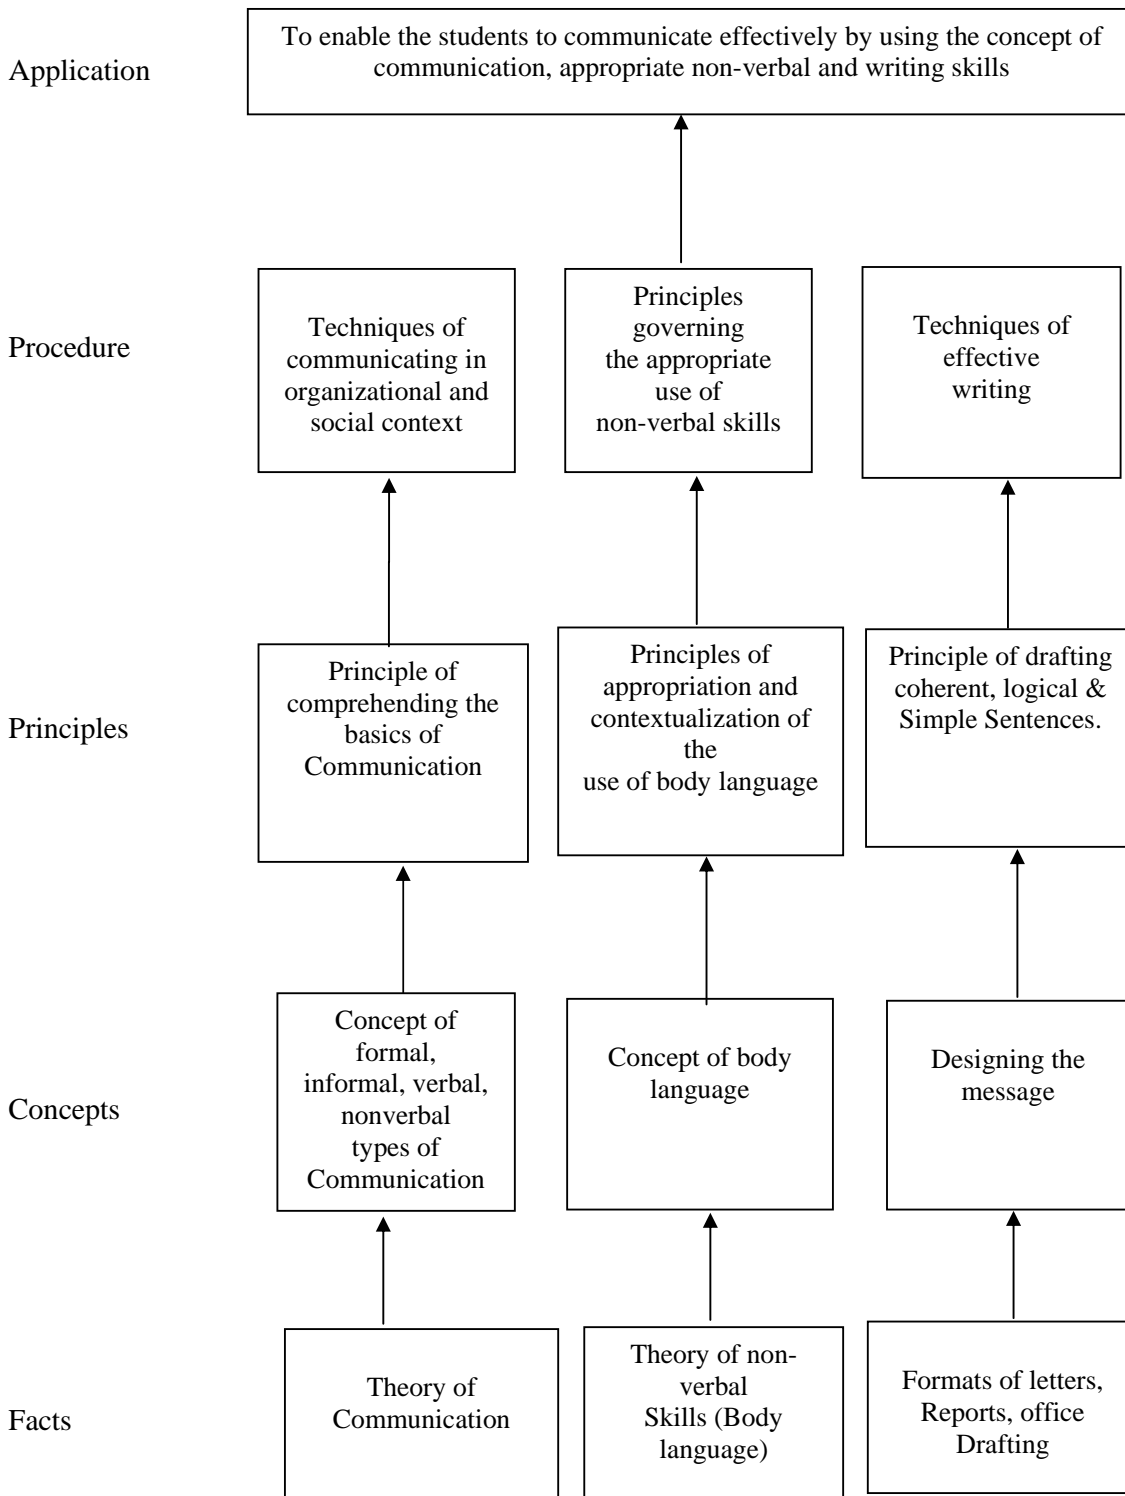 To enable the students to communicate effectively by using the concept of
communication, appropriate non-verbal and writing skills
Application
Procedure
Techniques of
communicating in
organizational and
social context
Principles
governing
the appropriate
use of
non-verbal skills
Techniques of
effective
writing
Principles
Principle of
comprehending the
basics of
Communication
Principles of
appropriation and
contextualization of
the
use of body language
Principle of drafting
coherent, logical &
Simple Sentences.
Concepts
Concept of
formal,
informal, verbal,
nonverbal
types of
Communication
Concept of body
language
Designing the
message
Facts
Theory of
Communication
Theory of non-
verbal
Skills (Body
language)
Formats of letters,
Reports, office
Drafting